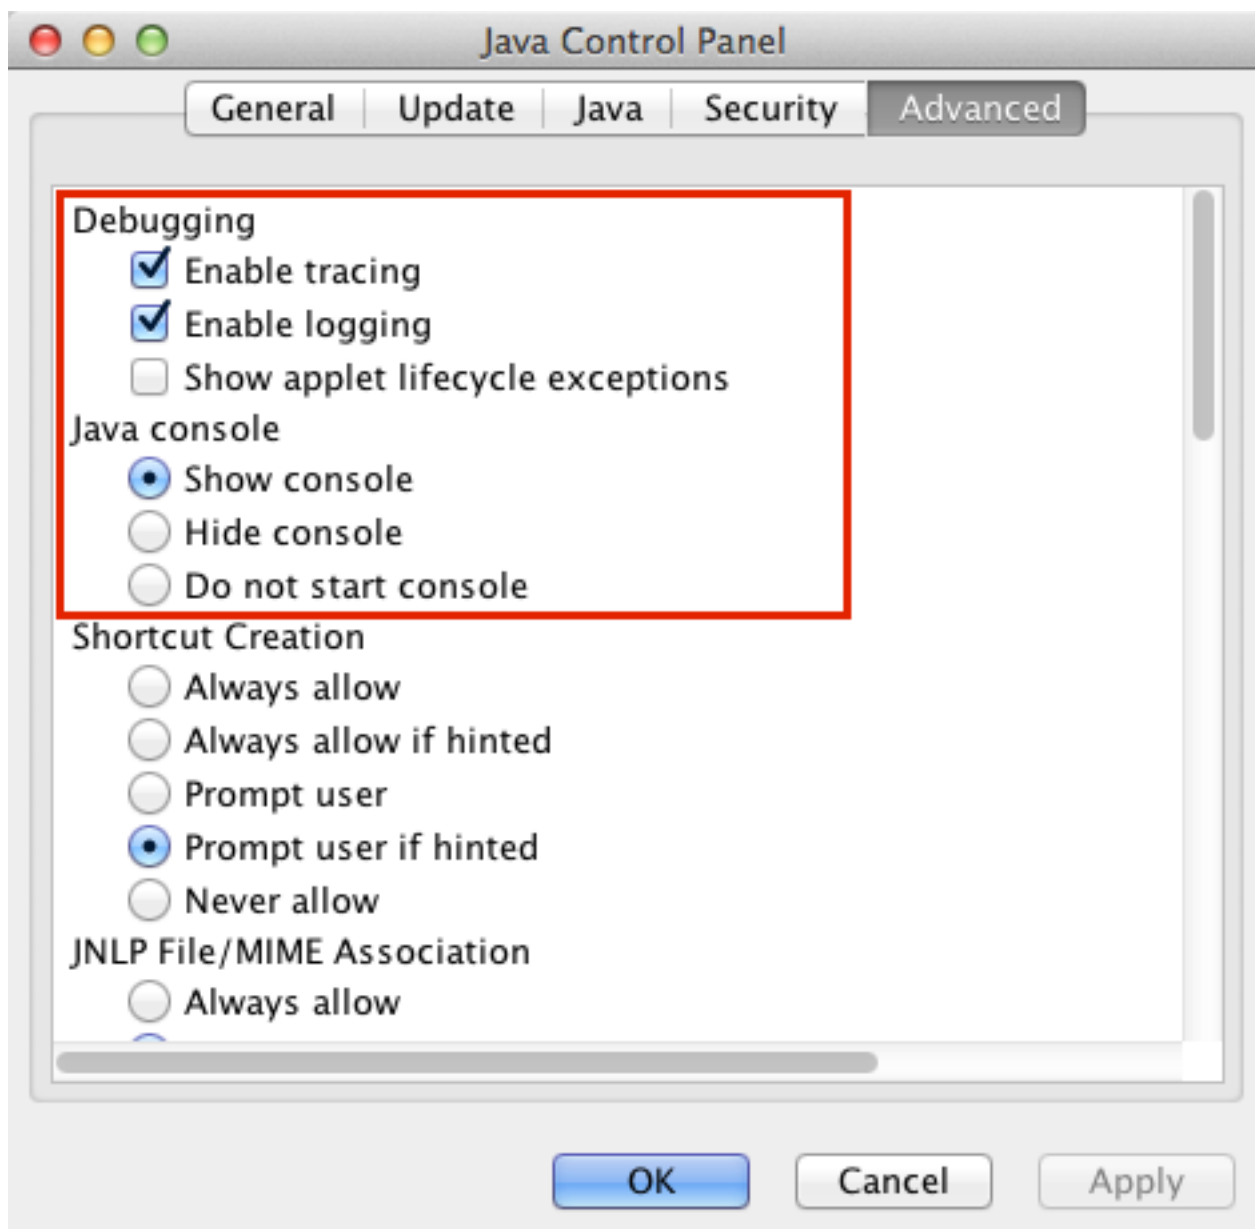 Java Control Panel
General Update Java Security Advanced
Debugging
Enable tracing
Enable logging
Show applet lifecycle exceptions
Java console
Show console
Hide console
Do not start console
Shortcut Creation
Always allow
Always allow if hinted
Prompt user
Prompt user if hinted
Never allow
JNLP File/MIME Association
Always allow
OK Cancel Apply